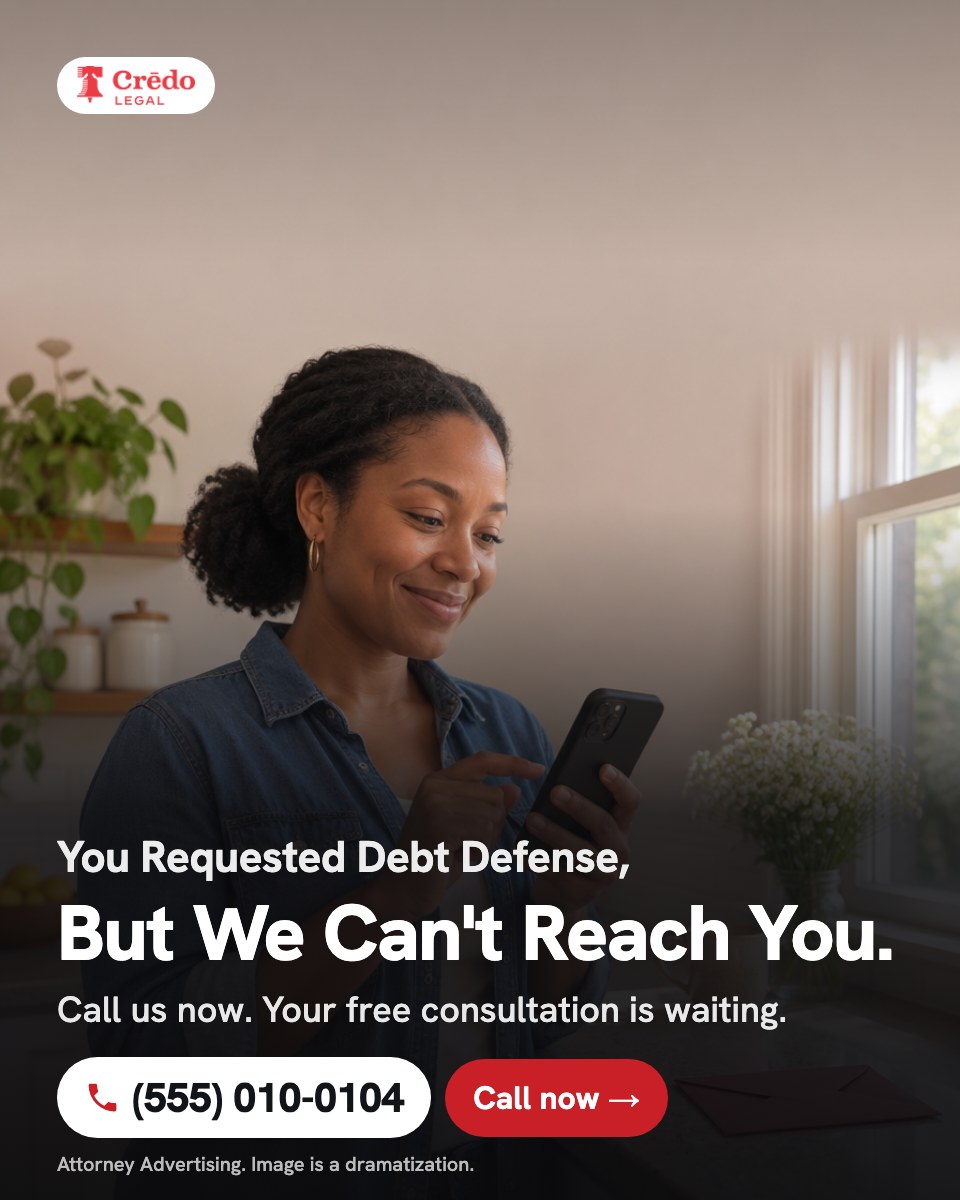 Crēdo
LEGAL
You Requested Debt Defense,
But We Can't Reach You.
Call us now. Your free consultation is waiting.
(555) 010-0104
Call now →
Attorney Advertising. Image is a dramatization.